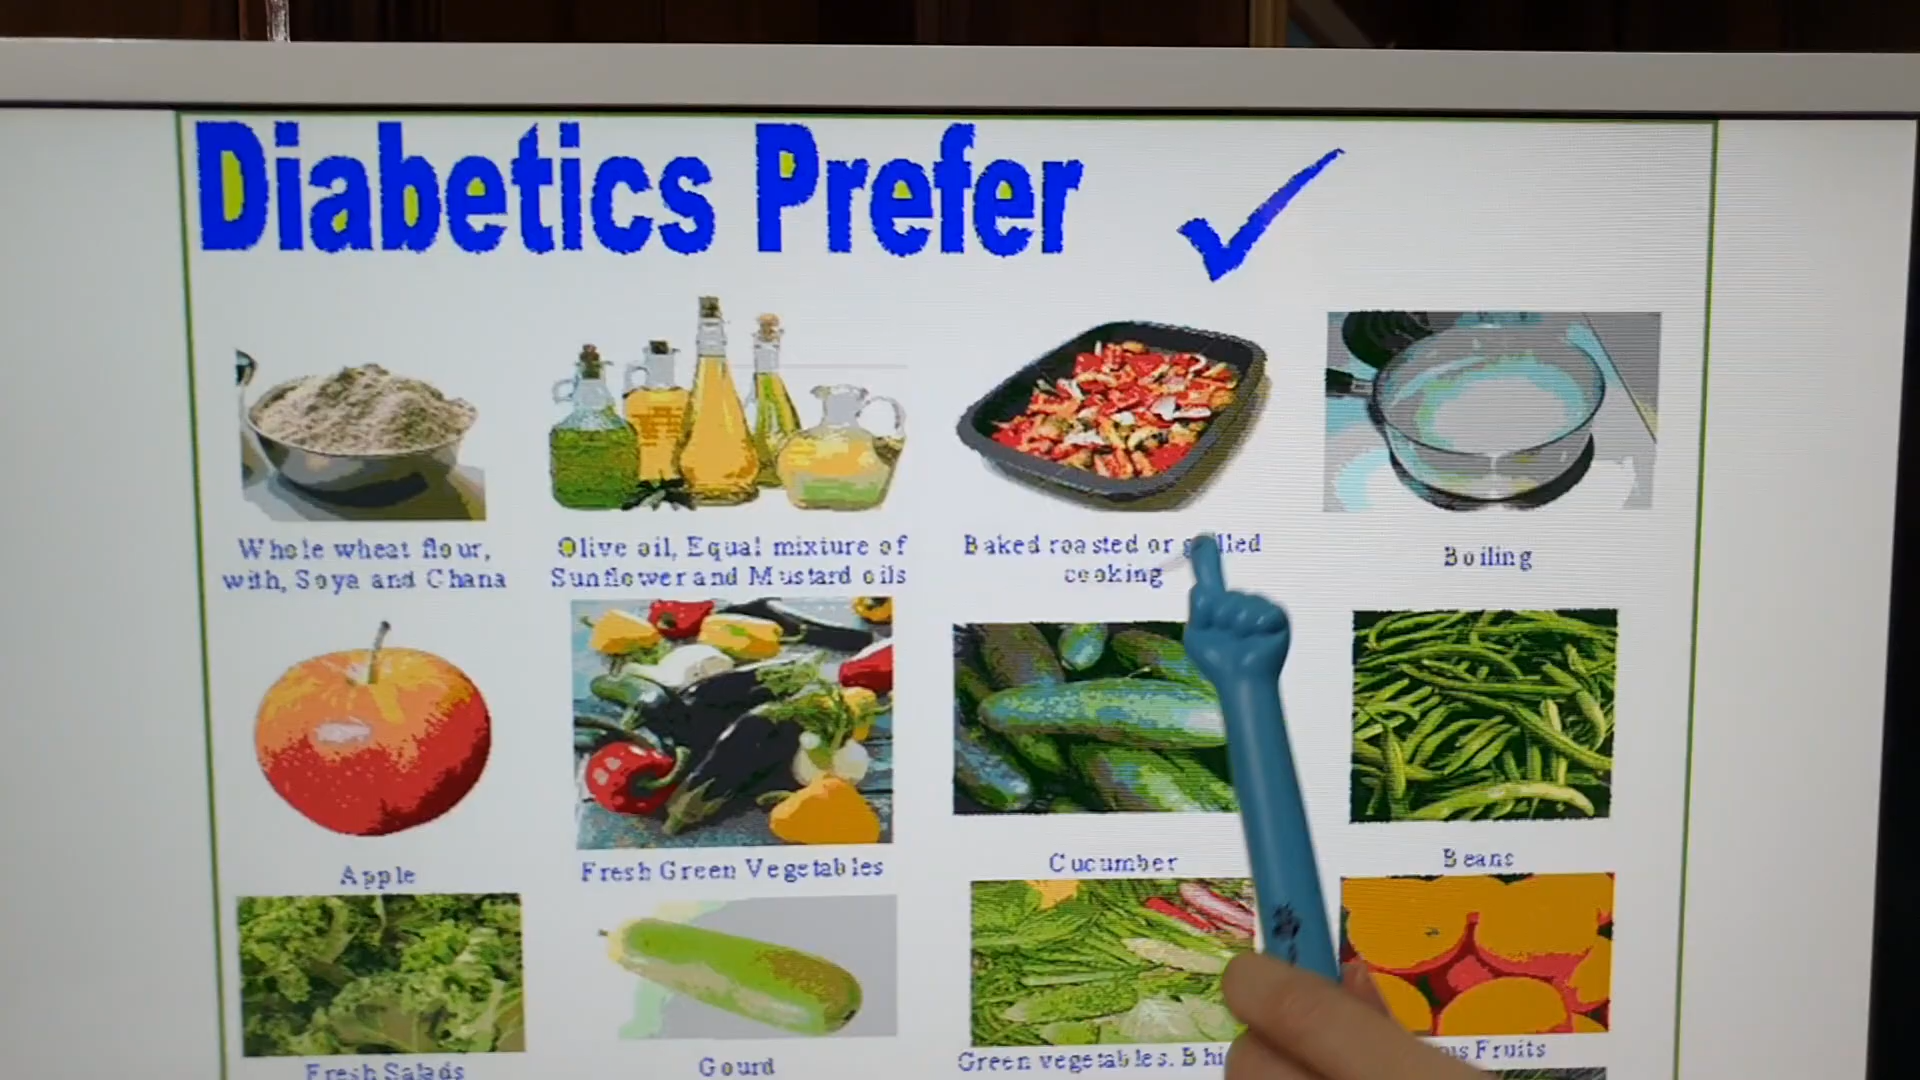 Diabetics Prefer
Whole wheat flour,
with, Soya and Chana
Olive oil, Equal mixture of
Sunflower and Mustard oils
Baked roasted or grilled
cooking
Boiling
Apple
Fresh Green Vegetables
Cucumber
Beans
Fresh Salads
Gourd
Green vegetables.
Fruits